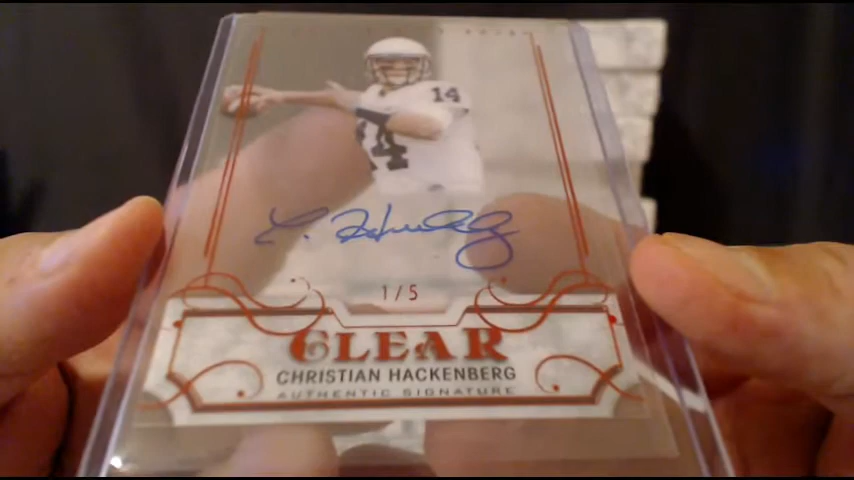 14
14
1/5
CLEAR
CHRISTIAN HACKENBERG
AUTHENTIC SIGNATURE